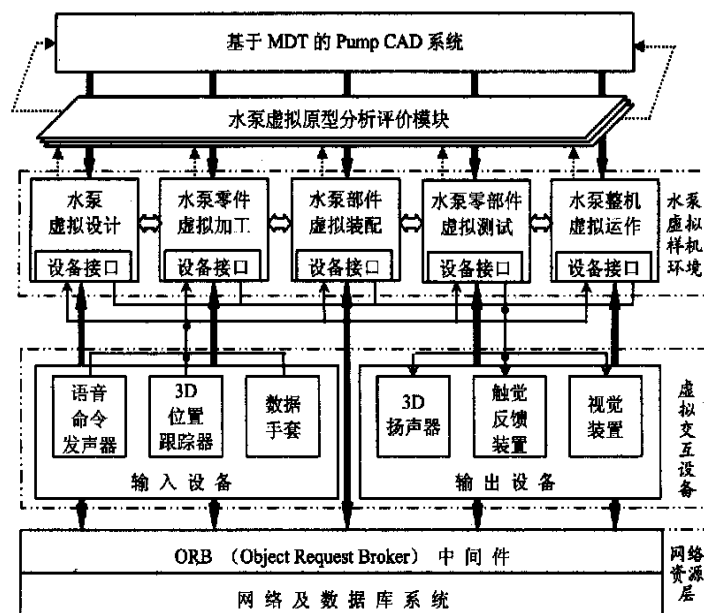 基于 MDT 的 Pump CAD 系统
水泵虚拟原型分析评价模块
水泵
虚拟设计
设备接口
水泵零件
虚拟加工
设备接口
水泵部件
虚拟装配
设备接口
水泵零部件
虚拟测试
设备接口
水泵整机
虚拟运作
设备接口
水泵
虚拟
样机
环境
语音
命令
发声器
3D
位置
跟踪器
数据
手套
输入设备
3D
扬声器
触觉
反馈
装置
视觉
装置
输出设备
虚拟交互设备
ORB （Object Request Broker）中间件
网络及数据库系统
网络
资源
层